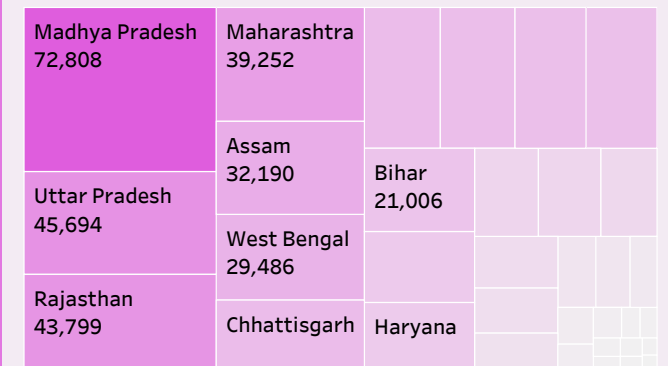 Madhya Pradesh
72,808
Uttar Pradesh
45,694
Rajasthan
43,799
Maharashtra
39,252
Assam
32,190
West Bengal
29,486
Chhattisgarh
Bihar
21,006
Haryana